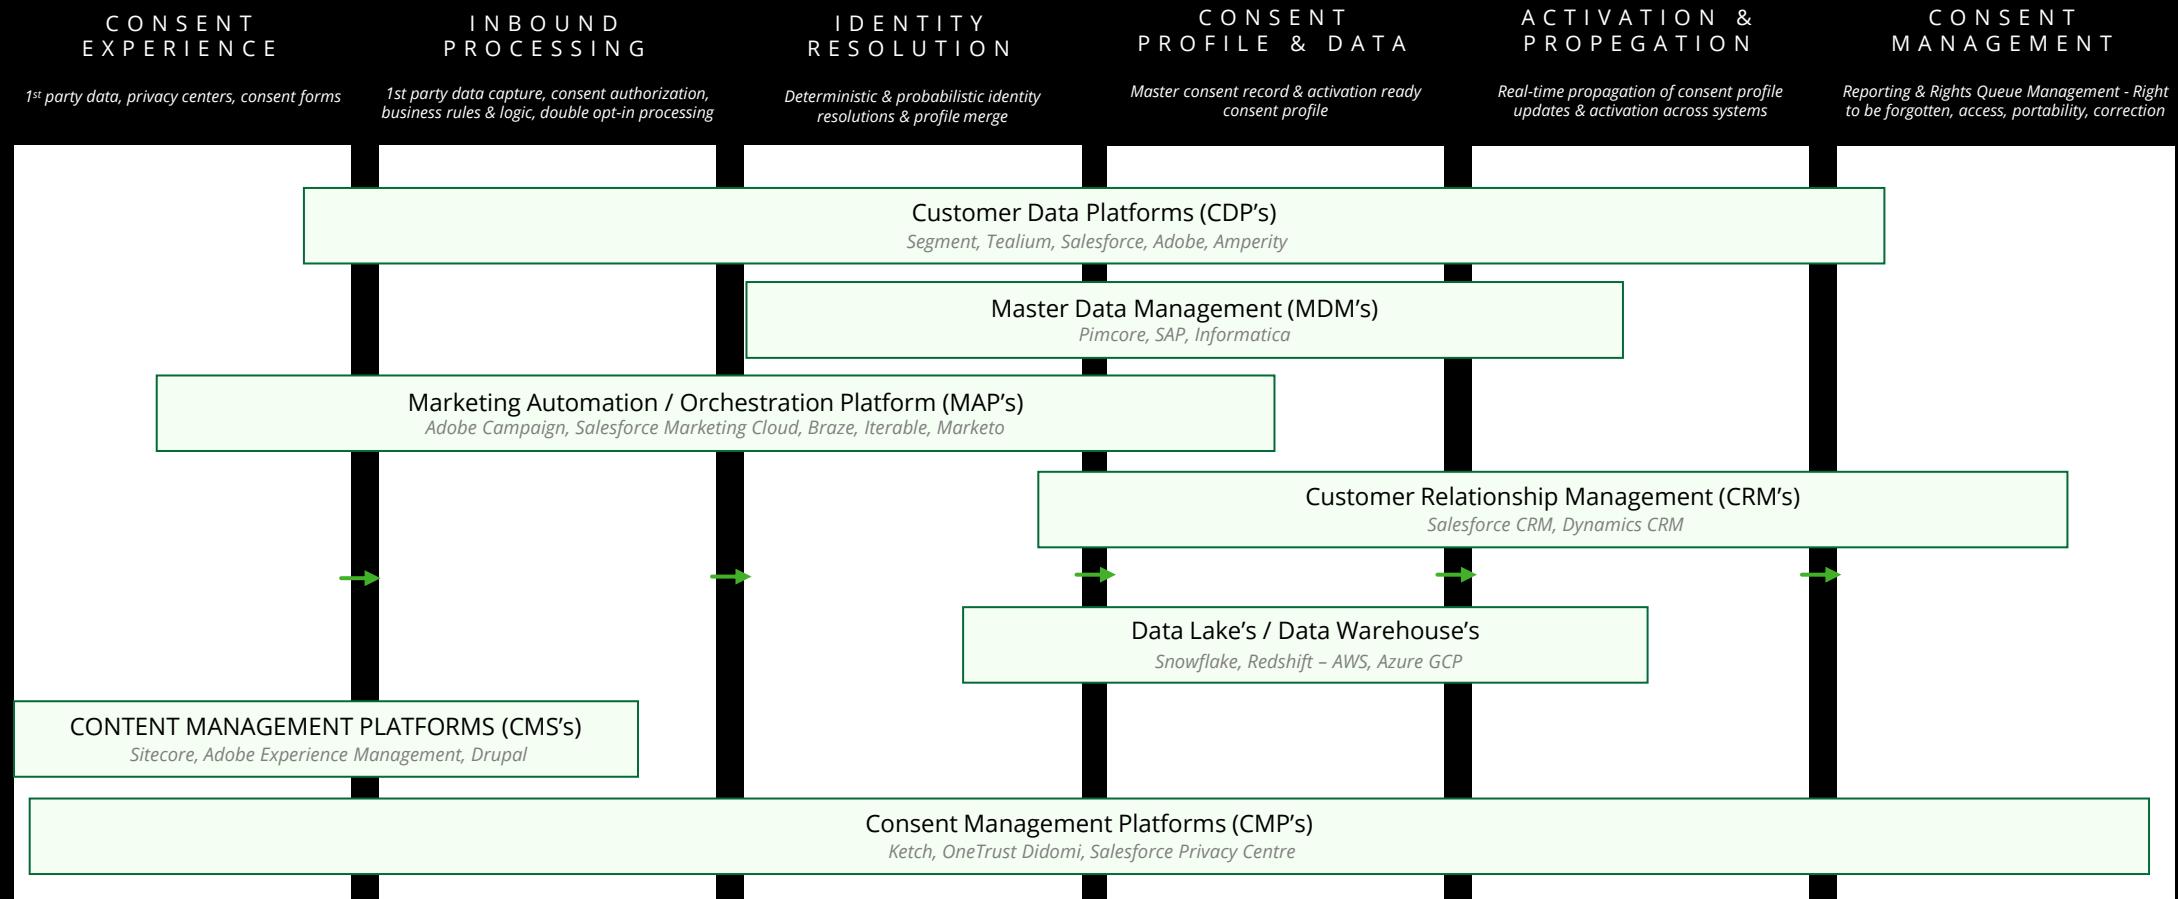 CONSENT
EXPERIENCE
1st party data, privacy centers, consent forms
INBOUND
PROCESSING
1st party data capture, consent authorization,
business rules & logic, double opt-in processing
IDENTITY
RESOLUTION
Deterministic & probabilistic identity
resolutions & profile merge
CONSENT
PROFILE & DATA
Master consent record & activation ready
consent profile
ACTIVATION &
PROPEGATION
Real-time propagation of consent profile
updates & activation across systems
CONSENT
MANAGEMENT
Reporting & Rights Queue Management - Right
to be forgotten, access, portability, correction
Customer Data Platforms (CDP’s)
Segment, Tealium, Salesforce, Adobe, Amperity
Master Data Management (MDM’s)
Pimcore, SAP, Informatica
Marketing Automation / Orchestration Platform (MAP’s)
Adobe Campaign, Salesforce Marketing Cloud, Braze, Iterable, Marketo
Customer Relationship Management (CRM’s)
Salesforce CRM, Dynamics CRM
Data Lake’s / Data Warehouse’s
Snowflake, Redshift – AWS, Azure GCP
CONTENT MANAGEMENT PLATFORMS (CMS’s)
Sitecore, Adobe Experience Management, Drupal
Consent Management Platforms (CMP’s)
Ketch, OneTrust Didomi, Salesforce Privacy Centre